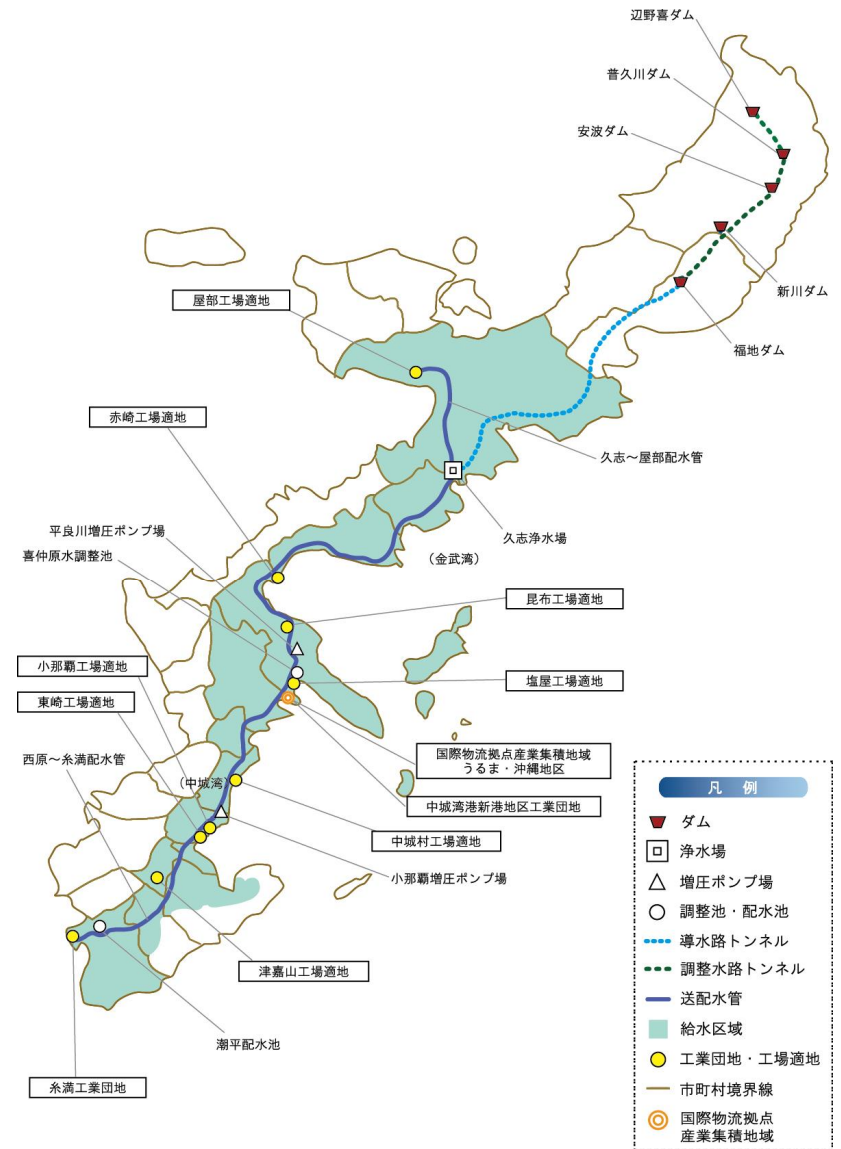 辺野喜ダム
普久川ダム
安波ダム
新川ダム
屋部工場適地
福地ダム
赤崎工場適地
久志～屋部配水管
平良川増圧ポンプ場
久志浄水場
喜仲原水調整池
（金武湾）
昆布工場適地
小那覇工場適地
塩屋工場適地
東崎工場適地
西原～糸満配水管
国際物流拠点産業集積地域
うるま・沖縄地区
（中城湾）
中城湾港新港地区工業団地
中城村工場適地
小那覇増圧ポンプ場
津嘉山工場適地
潮平配水池
糸満工業団地
凡例
ダム
浄水場
増圧ポンプ場
調整池・配水池
導水路トンネル
調整水路トンネル
送配水管
給水区域
工業団地・工場適地
市町村境界線
国際物流拠点
産業集積地域